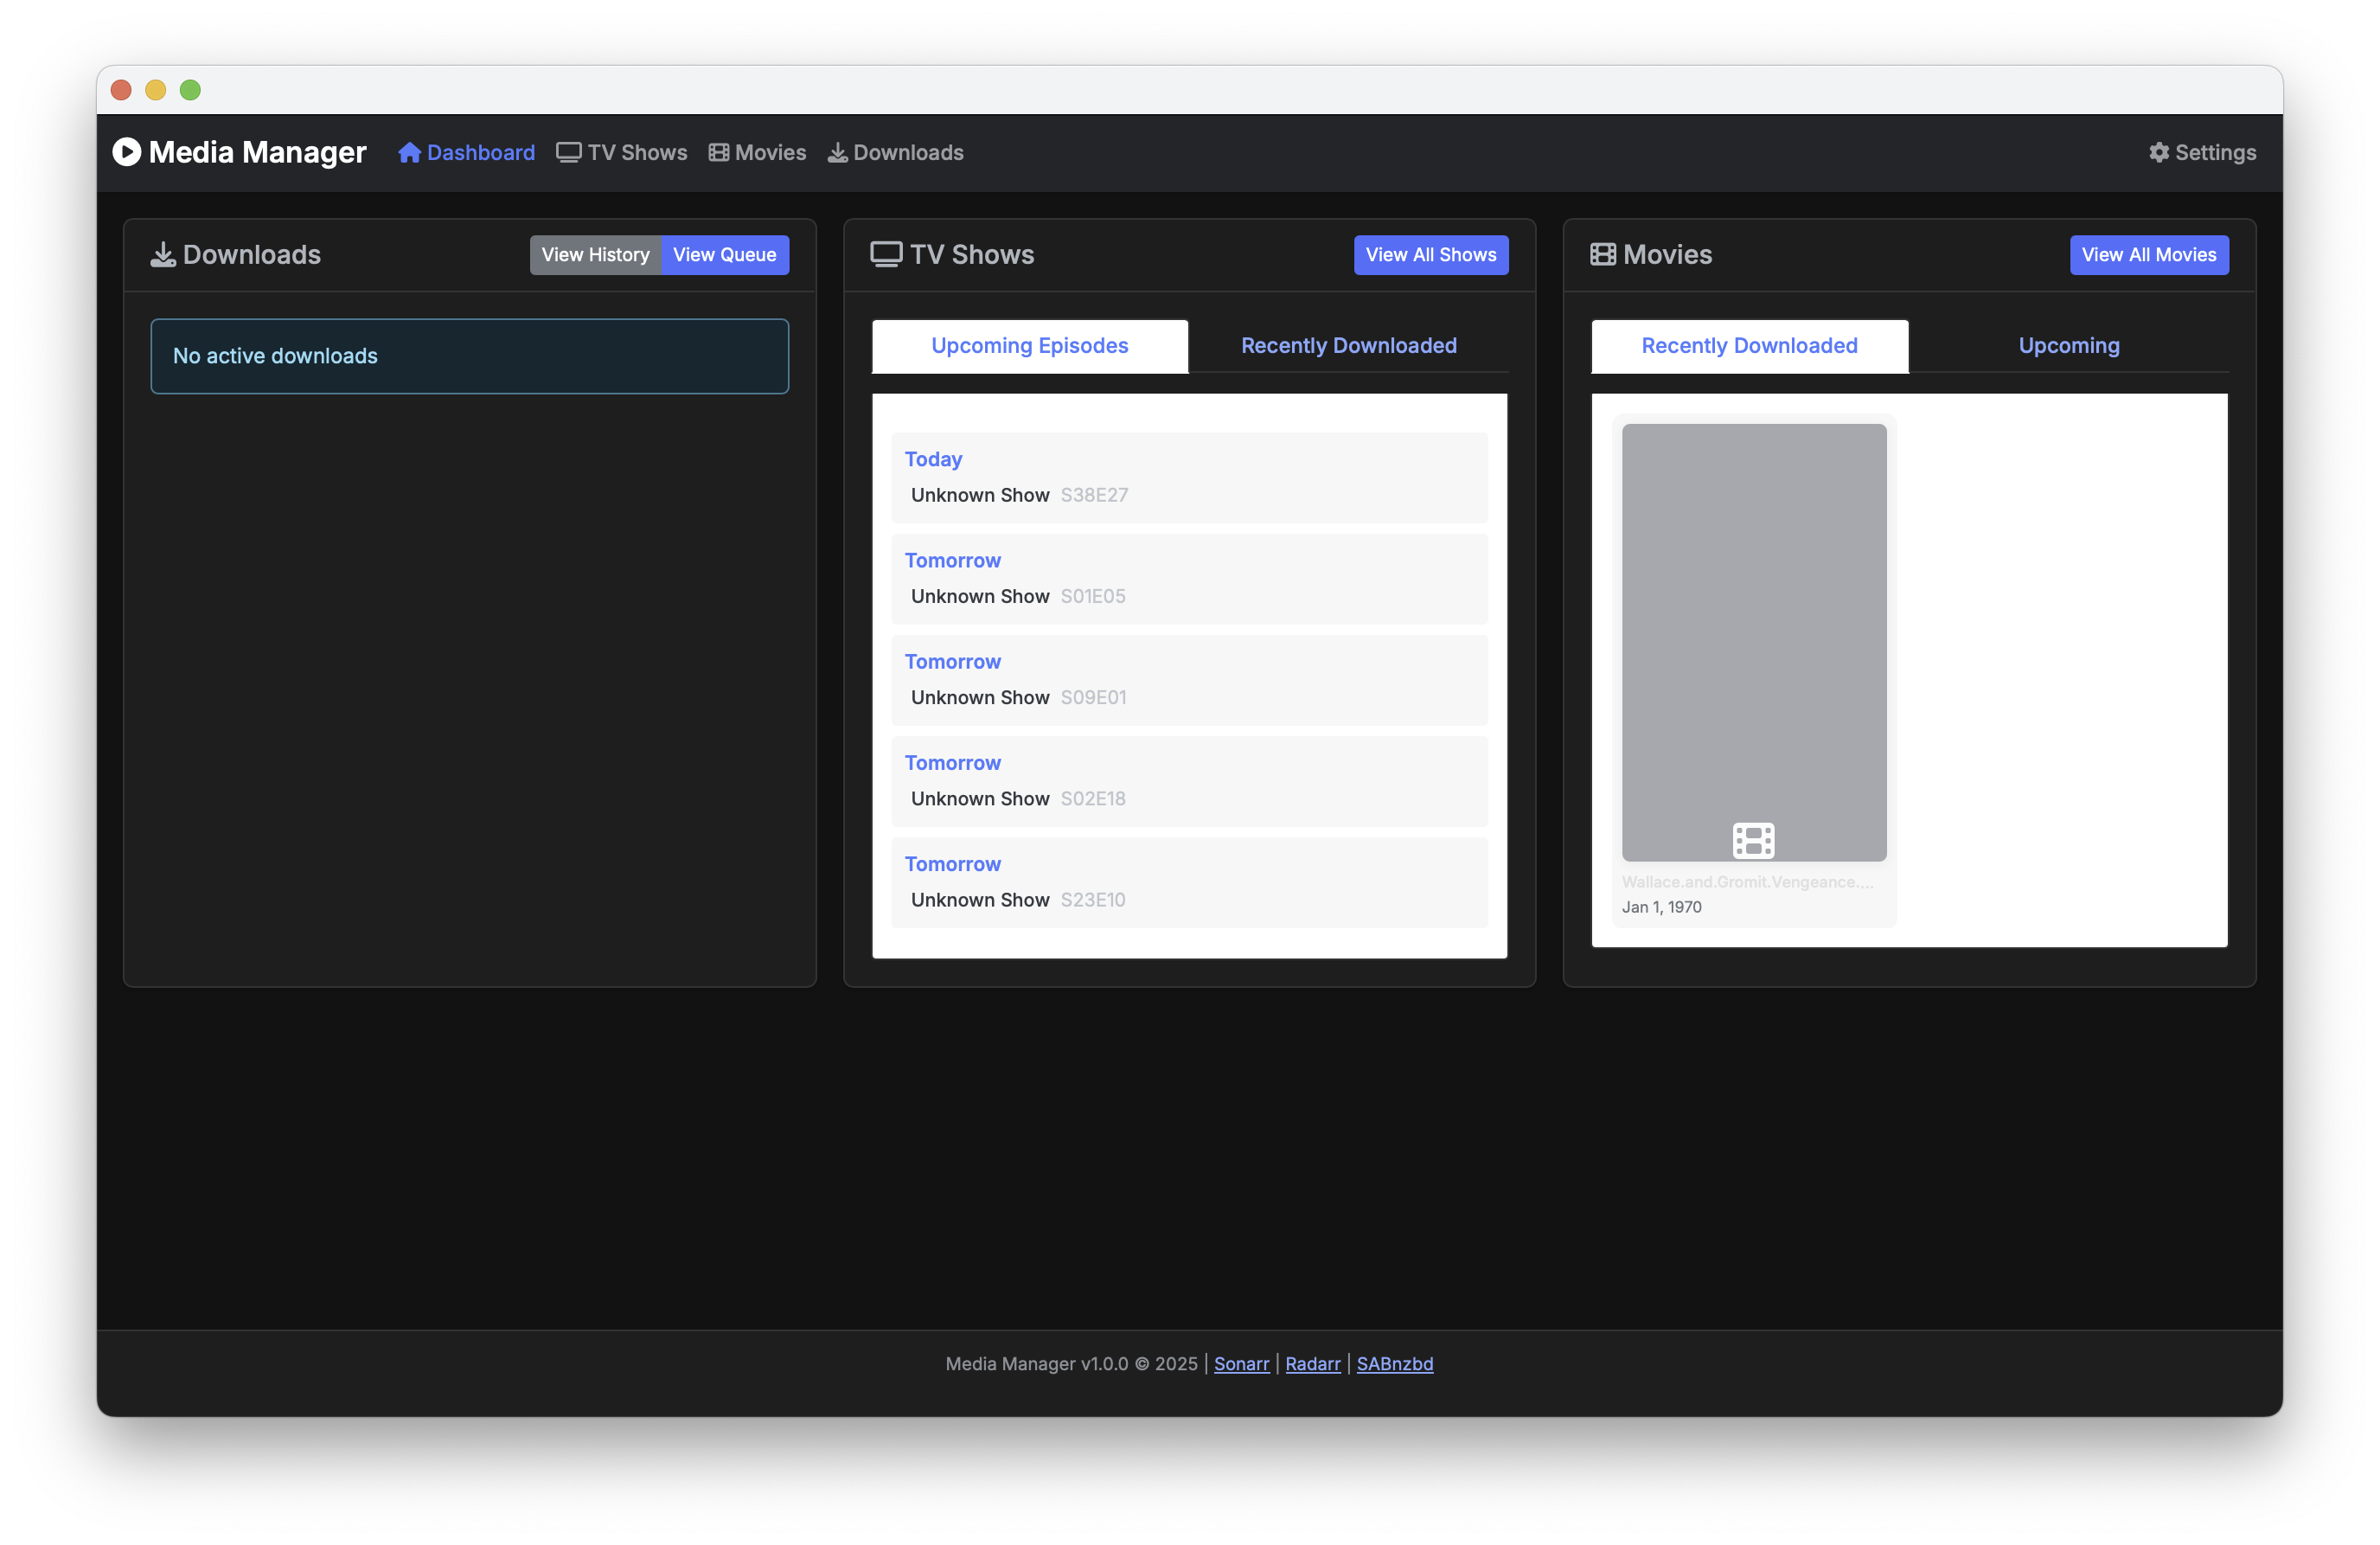 Media Manager Dashboard TV Shows Movies Downloads Settings
Downloads View History View Queue
No active downloads
TV Shows View All Shows
Upcoming Episodes Recently Downloaded
Today
Unknown Show S38E27
Tomorrow
Unknown Show S01E05
Tomorrow
Unknown Show S09E01
Tomorrow
Unknown Show S02E18
Tomorrow
Unknown Show S23E10
Movies View All Movies
Recently Downloaded Upcoming
Wallace.and.Gromit.Vengeance....
Jan 1, 1970
Media Manager v1.0.0 © 2025 | Sonarr | Radarr | SABnzbd